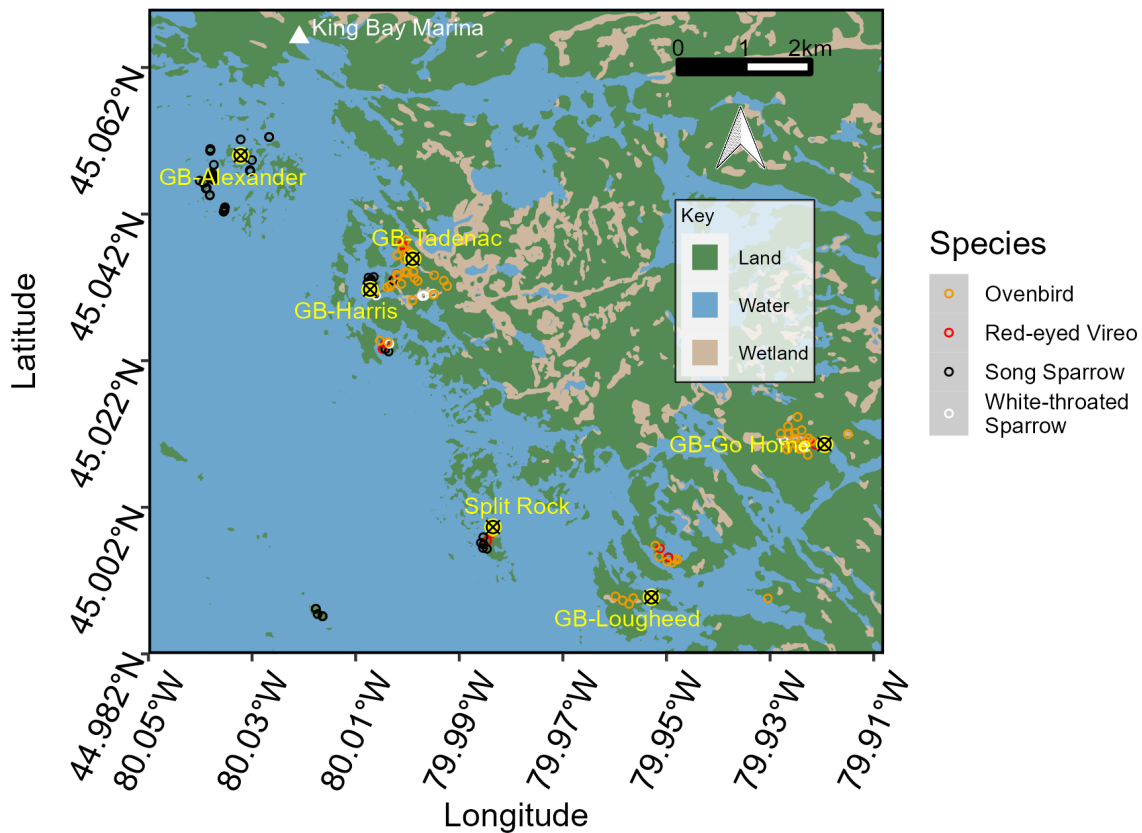 King Bay Marina
0 1 2km
GB-Alexander
GB-Tadenac
GB-Harris
GB-Go Home
Split Rock
GB-Lougheed
Key
Land
Water
Wetland
Species
Ovenbird
Red-eyed Vireo
Song Sparrow
White-throated
Sparrow
Latitude
45.062°N
45.042°N
45.022°N
45.002°N
44.982°N
80.05°W
80.03°W
80.01°W
79.99°W
79.97°W
79.95°W
79.93°W
79.91°W
Longitude